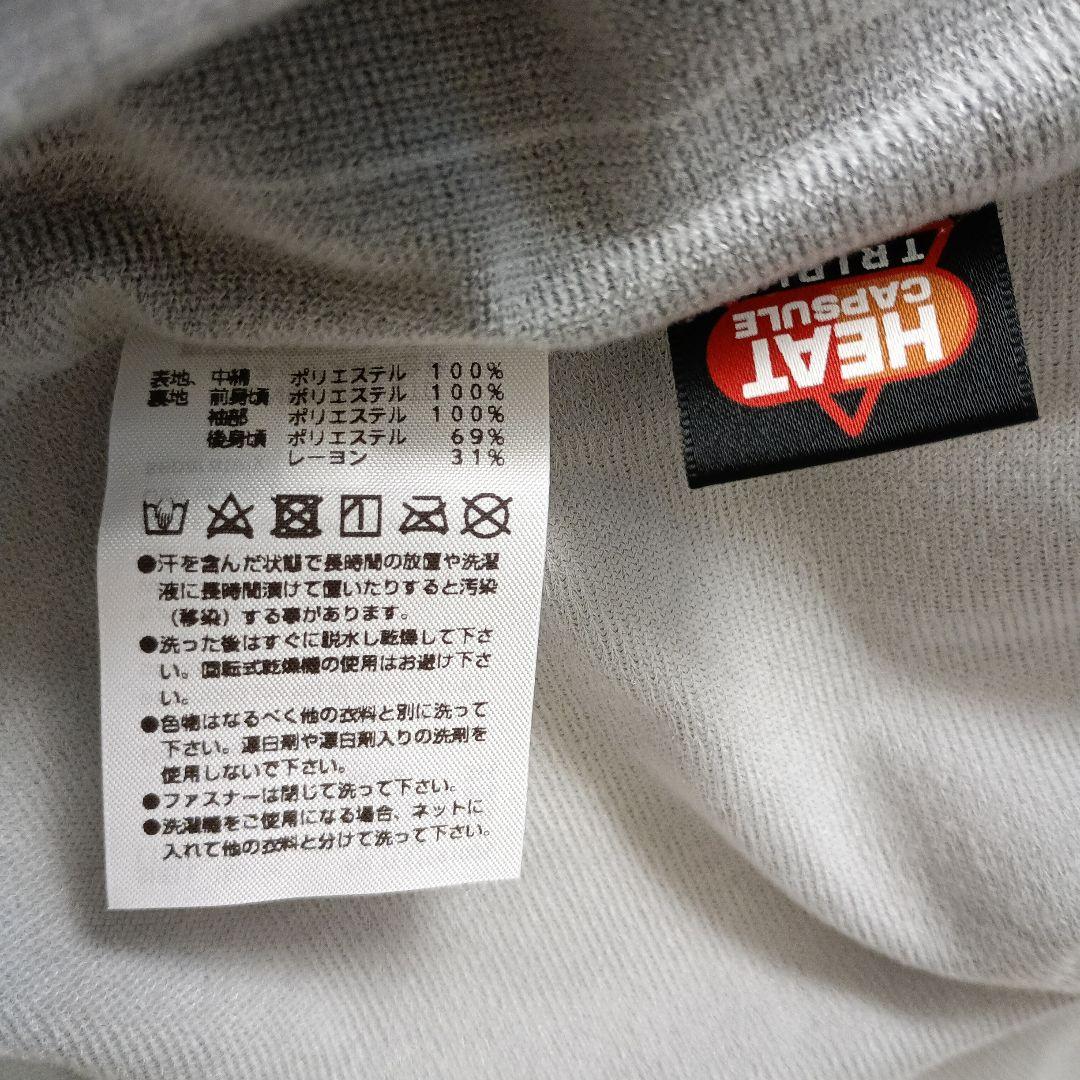 表地、中綿 ポリエステル 100%
裏地 前身頃 ポリエステル 100%
袖部 ポリエステル 100%
後身頃 ポリエステル 69%
レーヨン 31%
●汗を含んだ状態で長時間の放置や洗濯
液に長時間漬けて置いたりすると汚染
（移染）する事があります。
●洗った後はすぐに脱水し乾燥して下さ
い。回転式乾燥機の使用はお避け下さ
い。
●色物はなるべく他の衣料と別に洗って
下さい。漂白剤や漂白剤入りの洗剤を
使用しないで下さい。
●ファスナーは閉じて洗って下さい。
●洗濯機をご使用になる場合、ネットに
入れて他の衣料と分けて洗って下さい。
HEAT
CAPSULE